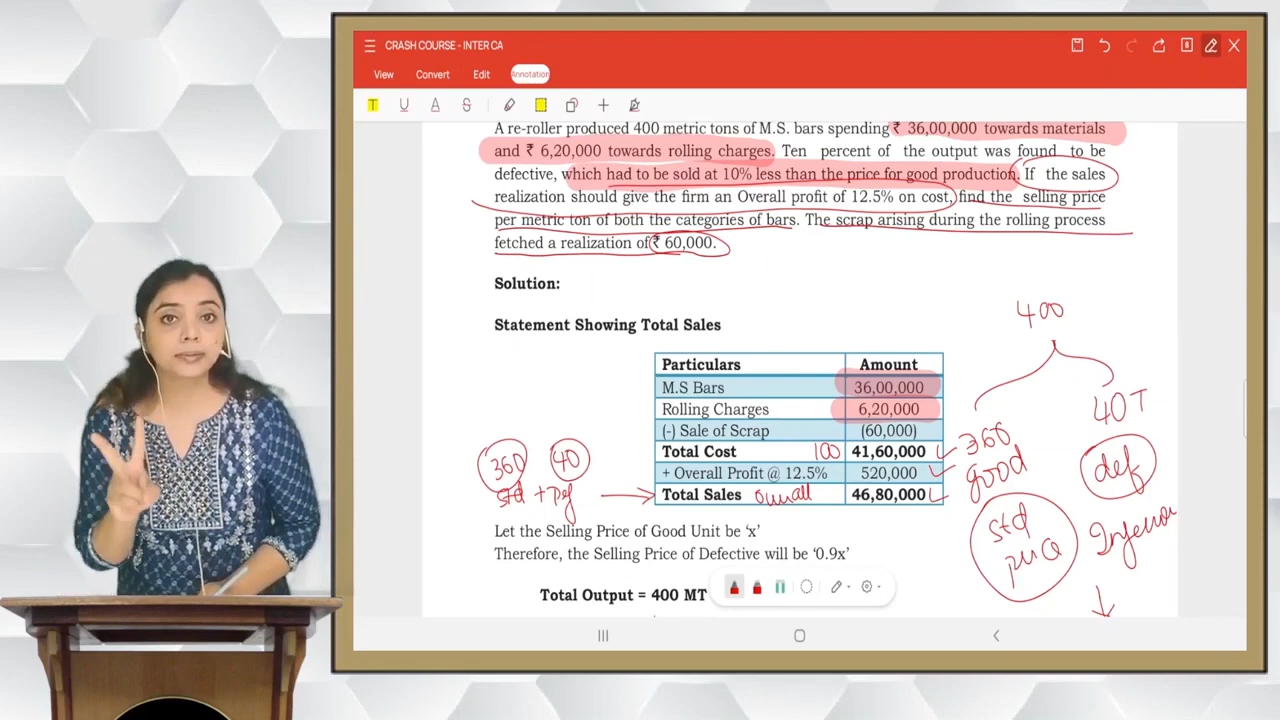 CRASH COURSE - INTER CA
View Convert Edit Annotation
A re-roller produced 400 metric tons of M.S. bars spending ₹ 36,00,000 towards materials
and ₹ 6,20,000 towards rolling charges. Ten percent of the output was found to be
defective, which had to be sold at 10% less than the price for good production. If the sales
realization should give the firm an Overall profit of 12.5% on cost, find the selling price
per metric ton of both the categories of bars. The scrap arising during the rolling process
fetched a realization of ₹ 60,000.
Solution:
Statement Showing Total Sales
400
Particulars Amount
M.S Bars 36,00,000
Rolling Charges 6,20,000
40T
(-) Sale of Scrap (60,000)
Total Cost 100 41,60,000
360
good
def
+ Overall Profit @ 12.5% 520,000
Total Sales overall 46,80,000
360 40
std + def
std
price
Inferior
Let the Selling Price of Good Unit be ‘x’
Therefore, the Selling Price of Defective will be ‘0.9x’
Total Output = 400 MT